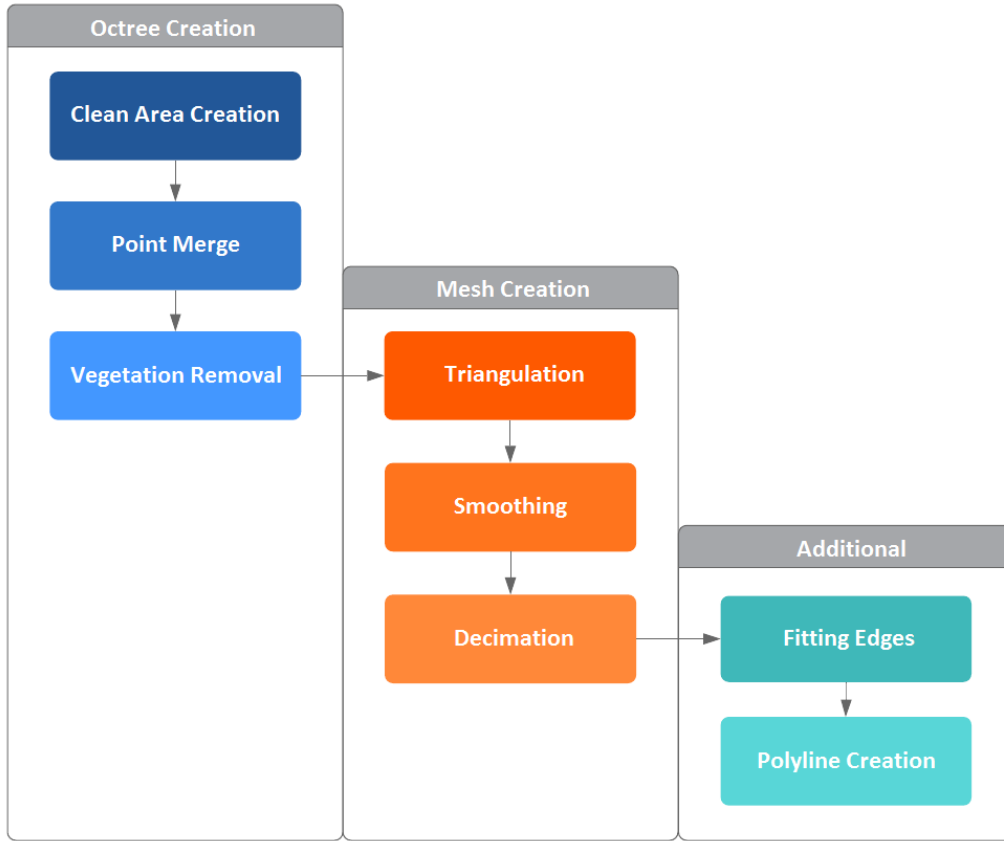 Octree Creation
Clean Area Creation
Point Merge
Vegetation Removal
Mesh Creation
Triangulation
Smoothing
Decimation
Additional
Fitting Edges
Polyline Creation